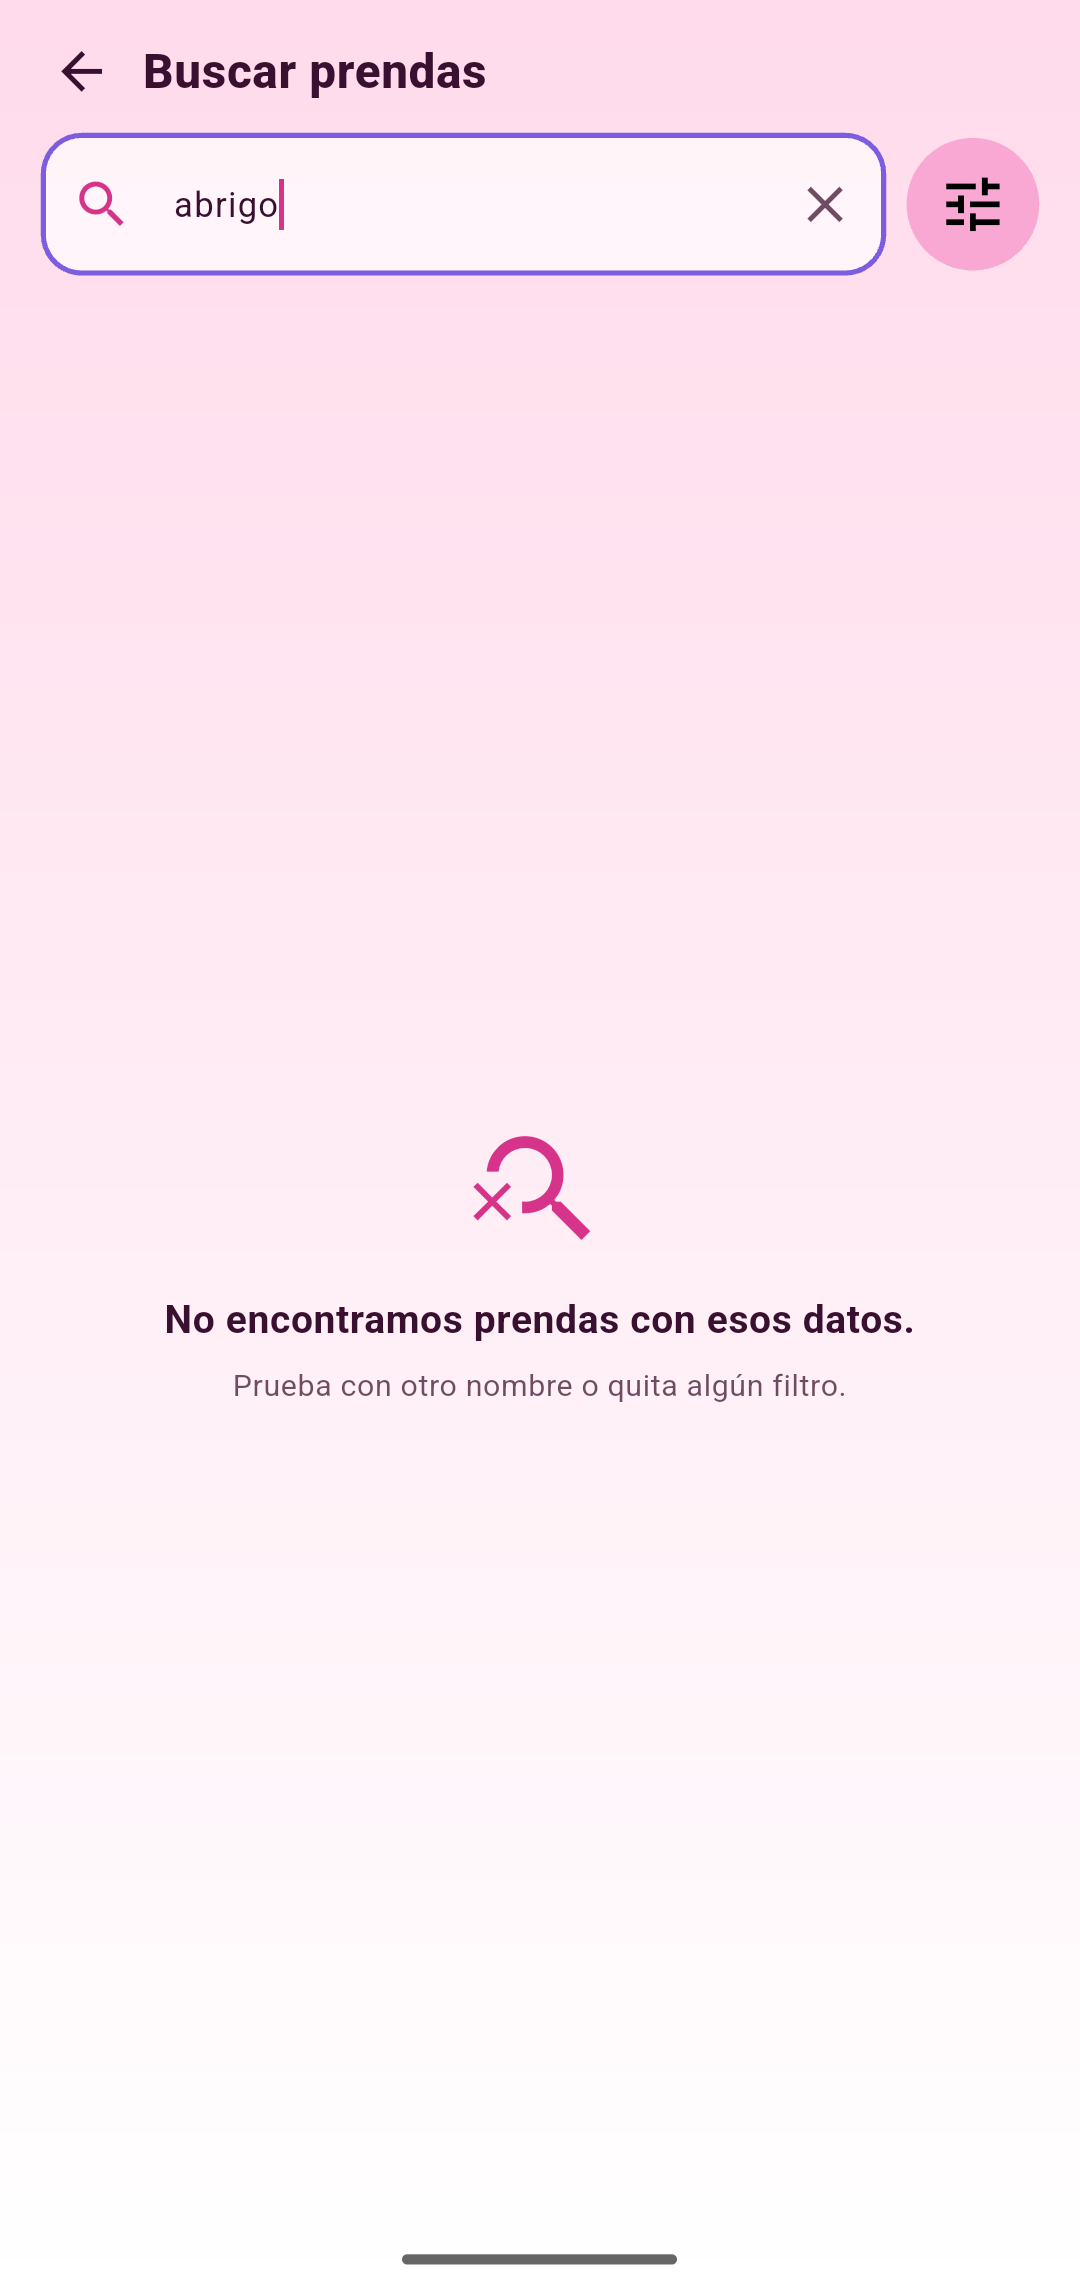 Buscar prendas
abrigo
No encontramos prendas con esos datos.
Prueba con otro nombre o quita algún filtro.